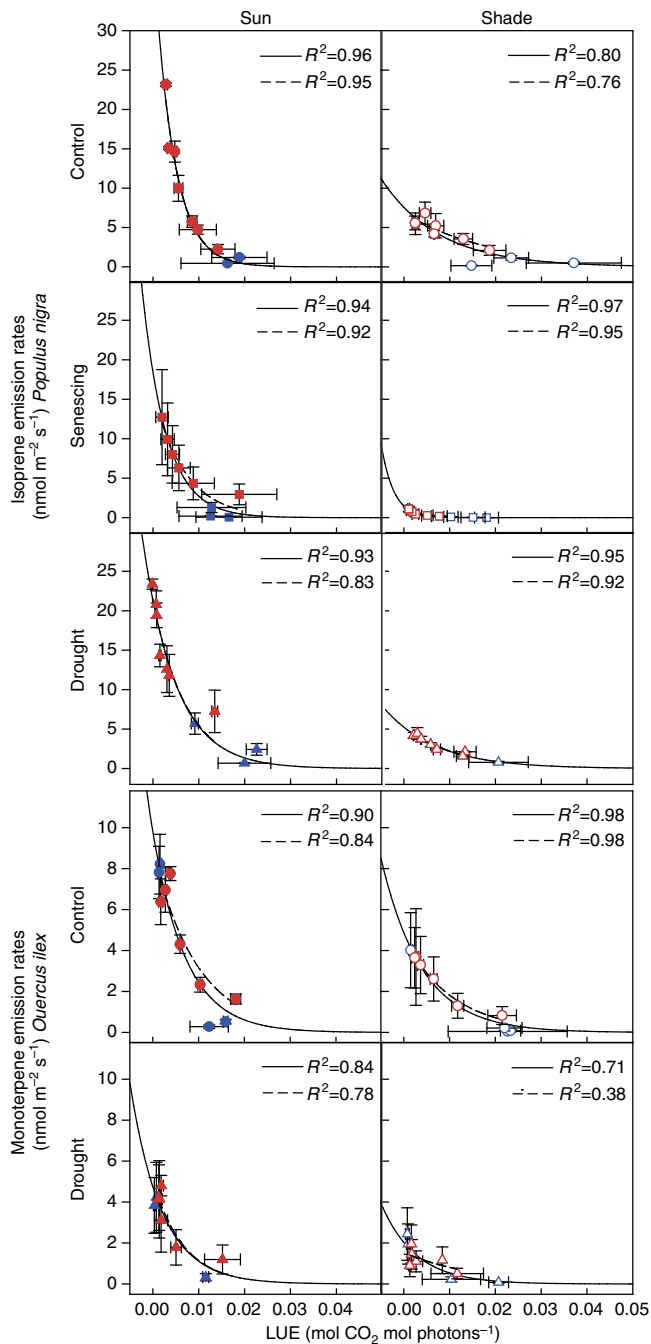 Sun
Shade
Isoprene emission rates
(nmol m⁻² s⁻¹) Populus nigra
Control
30
25
20
15
10
5
0
R²=0.96
R²=0.95
R²=0.80
R²=0.76
Senescing
25
20
15
10
5
0
R²=0.94
R²=0.92
R²=0.97
R²=0.95
Drought
25
20
15
10
5
0
R²=0.93
R²=0.83
R²=0.95
R²=0.92
Monoterpene emission rates
(nmol m⁻² s⁻¹) Quercus ilex
Control
10
8
6
4
2
0
R²=0.90
R²=0.84
R²=0.98
R²=0.98
Drought
10
8
6
4
2
0
R²=0.84
R²=0.78
R²=0.71
R²=0.38
0.00 0.01 0.02 0.03 0.04
0.00 0.01 0.02 0.03 0.04 0.05
LUE (mol CO₂ mol photons⁻¹)